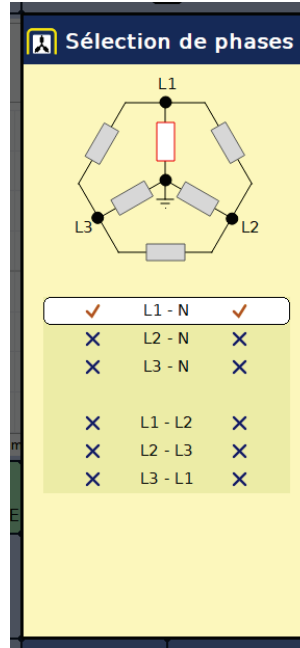 Sélection de phases
L1
L3
L2
L1 - N
L2 - N
L3 - N
L1 - L2
L2 - L3
L3 - L1
m
E